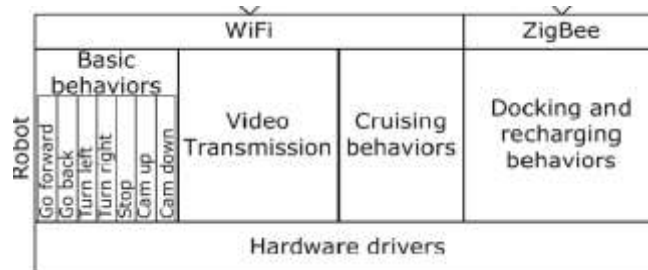 WiFi
ZigBee
Robot
Basic
behaviors
Go forward
Go back
Turn left
Turn right
Stop
Cam up
Cam down
Video
Transmission
Cruising
behaviors
Docking and
recharging
behaviors
Hardware drivers